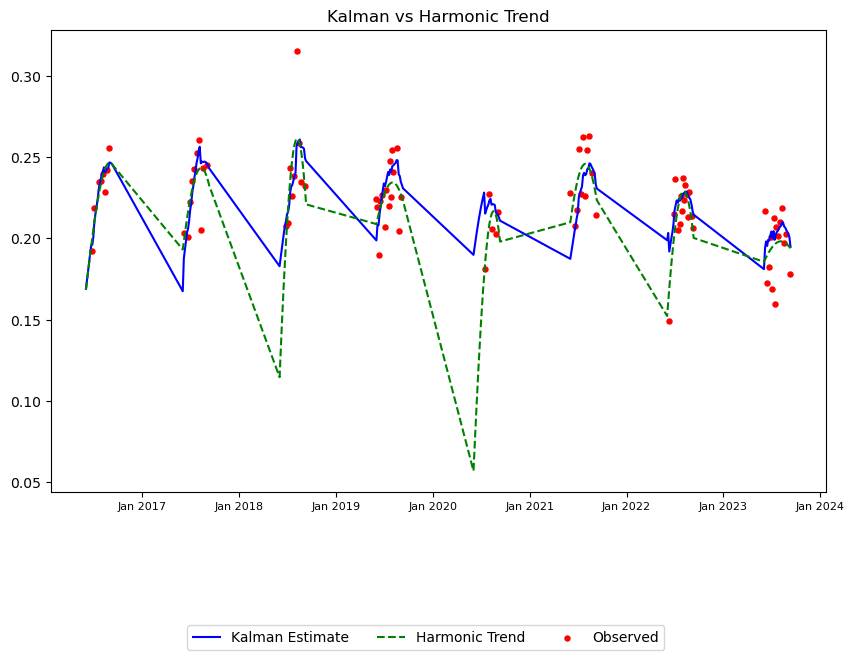 Kalman vs Harmonic Trend
0.30
0.25
0.20
0.15
0.10
0.05
Jan 2017 Jan 2018 Jan 2019 Jan 2020 Jan 2021 Jan 2022 Jan 2023 Jan 2024
Kalman Estimate Harmonic Trend Observed